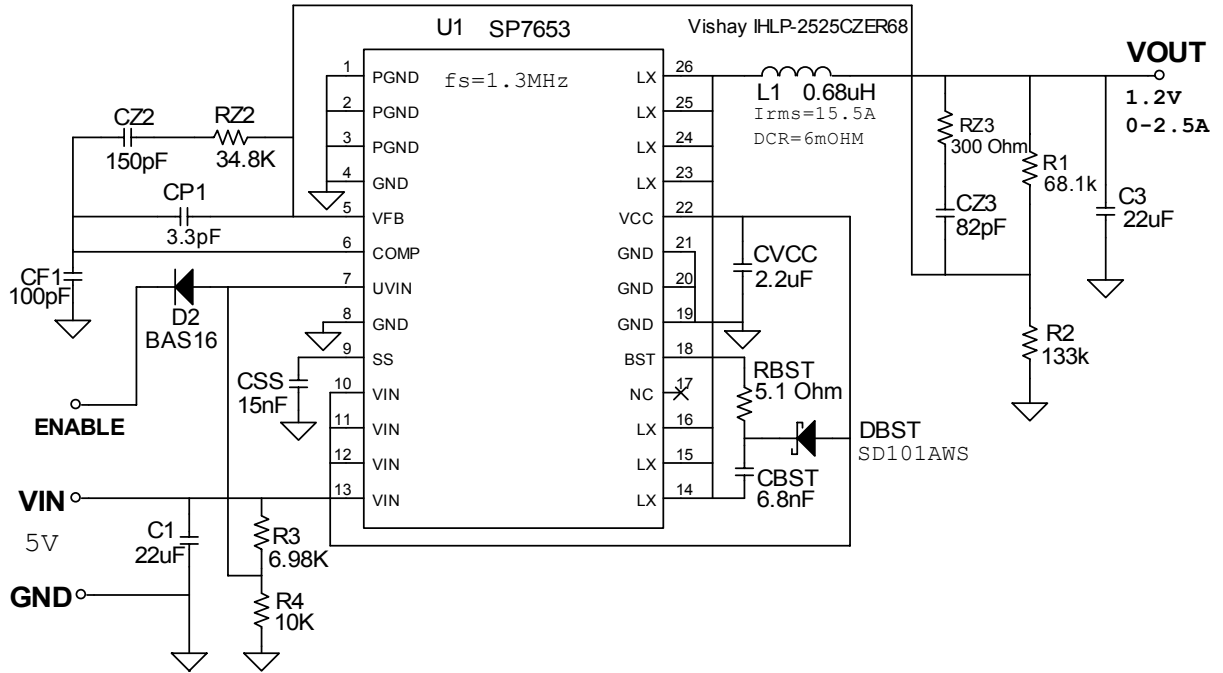 U1 SP7653
Vishay IHLP-2525CZER68
fs=1.3MHz
1 PGND
2 PGND
3 PGND
4 GND
5 VFB
6 COMP
7 UVIN
8 GND
9 SS
10 VIN
11 VIN
12 VIN
13 VIN
LX 26
LX 25
LX 24
LX 23
VCC 22
GND 21
GND 20
GND 19
BST 18
NC 17
LX 16
LX 15
LX 14
CZ2
150pF
RZ2
34.8K
CP1
3.3pF
CF1
100pF
D2
BAS16
ENABLE
CSS
15nF
VIN
5V
GND
C1
22uF
R3
6.98K
R4
10K
L1 0.68uH
Irms=15.5A
DCR=6mOHM
VOUT
1.2V
0-2.5A
RZ3
300 Ohm
CZ3
82pF
R1
68.1k
C3
22uF
R2
133k
CVCC
2.2uF
RBST
5.1 Ohm
DBST
SD101AWS
CBST
6.8nF